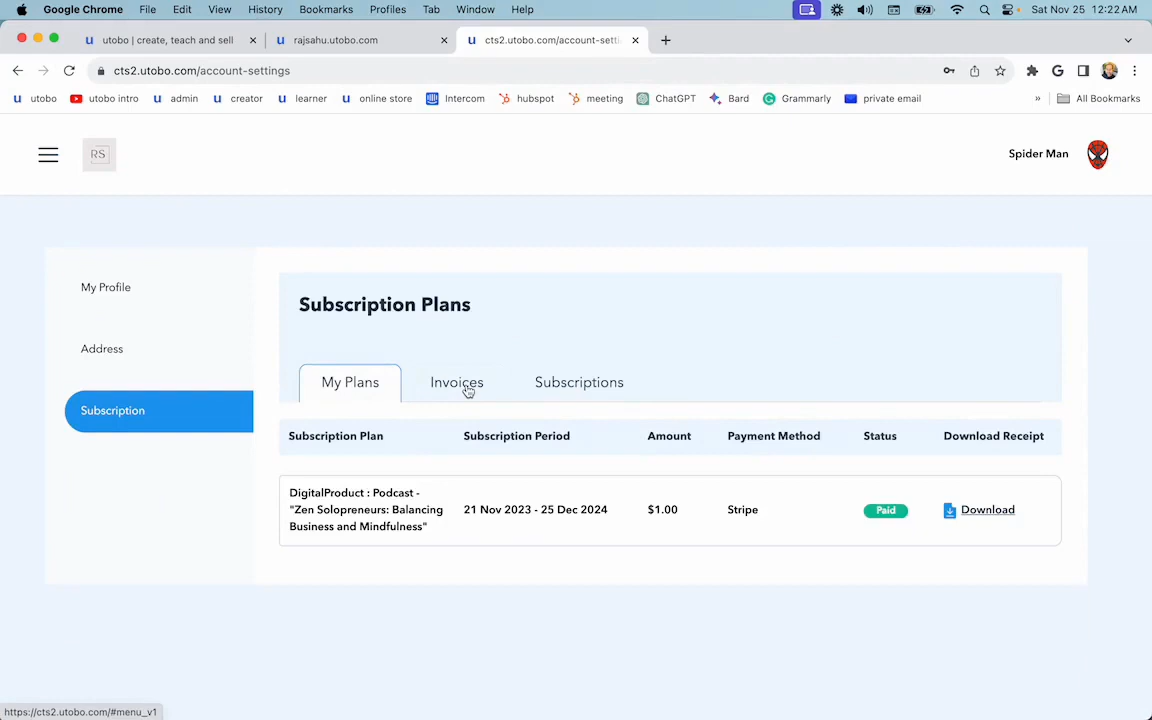 Google Chrome File Edit View History Bookmarks Profiles Tab Window Help Sat Nov 25 12:22 AM
utobo | create, teach and sell
rajsahu.utobo.com
cts2.utobo.com/account-setti
cts2.utobo.com/account-settings
utobo utobo intro admin creator learner online store Intercom hubspot meeting ChatGPT Bard Grammarly private email » All Bookmarks
RS
Spider Man
My Profile
Address
Subscription
Subscription Plans
My Plans Invoices Subscriptions
Subscription Plan Subscription Period Amount Payment Method Status Download Receipt
DigitalProduct : Podcast -
"Zen Solopreneurs: Balancing
Business and Mindfulness"
21 Nov 2023 - 25 Dec 2024 $1.00 Stripe Paid Download
https://cts2.utobo.com/#menu_v1